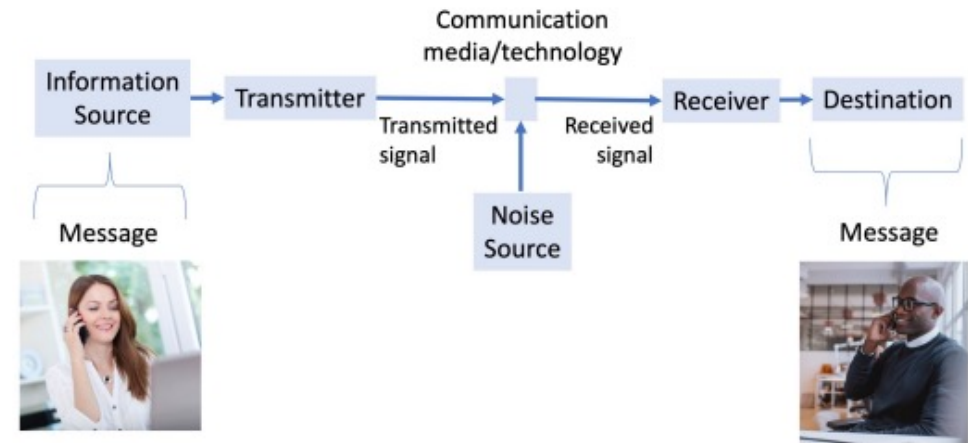 Communication
media/technology
Information
Source
Transmitter
Receiver
Destination
Transmitted
signal
Received
signal
Noise
Source
Message
Message